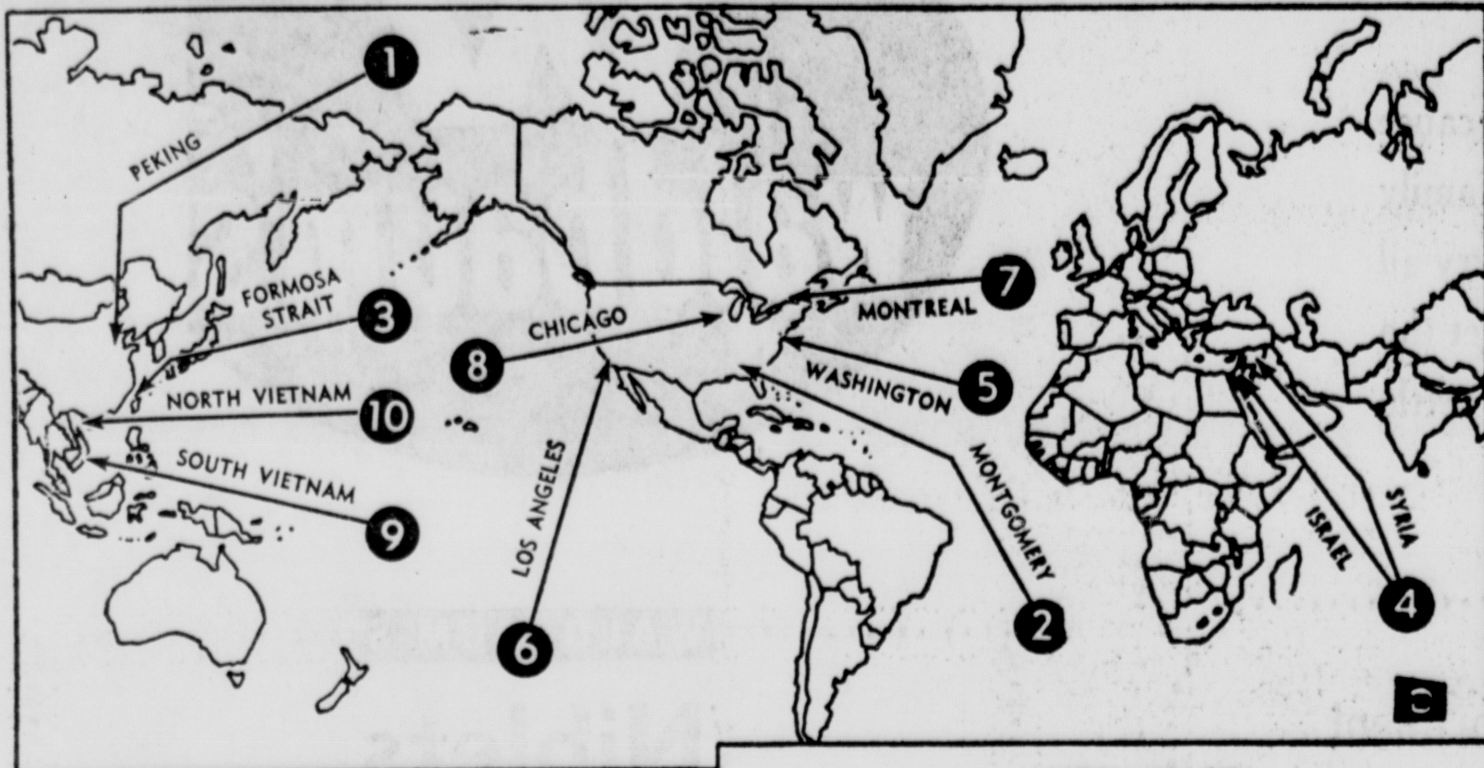 1
PEKING
FORMOSA
STRAIT
3
NORTH VIETNAM
10
SOUTH VIETNAM
9
CHICAGO
8
MONTREAL
7
WASHINGTON
5
MONTGOMERY
2
LOS ANGELES
6
ISRAEL
SYRIA
4